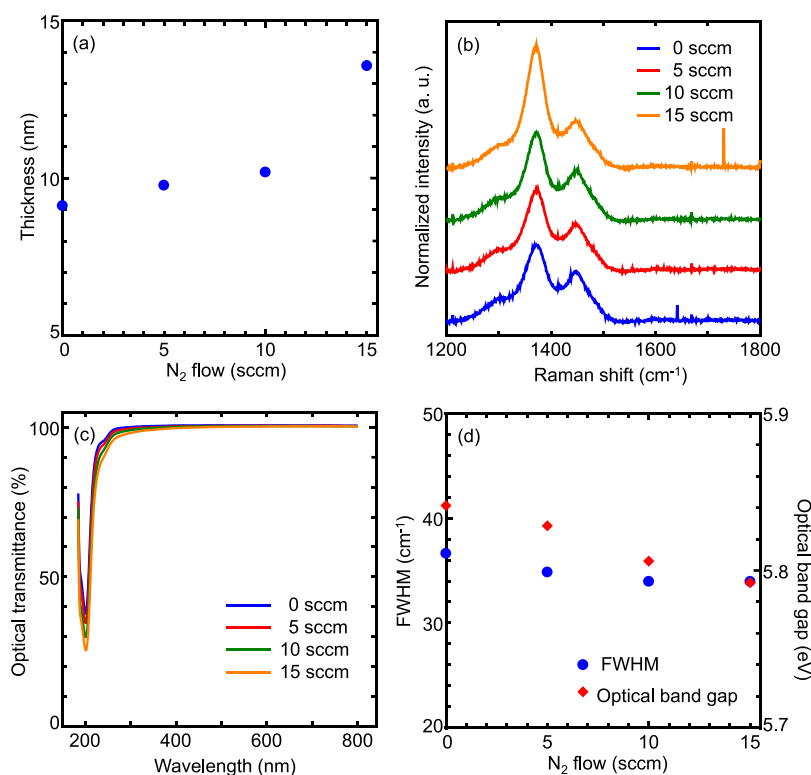 (a)
15
10
5
Thickness (nm)
0 5 10 15
N₂ flow (sccm)
(b)
0 sccm
5 sccm
10 sccm
15 sccm
Normalized intensity (a. u.)
1200 1400 1600 1800
Raman shift (cm⁻¹)
(c)
100
50
0
Optical transmittance (%)
0 sccm
5 sccm
10 sccm
15 sccm
200 400 600 800
Wavelength (nm)
(d)
50
40
30
20
FWHM (cm⁻¹)
5.9
5.8
5.7
Optical band gap (eV)
FWHM
Optical band gap
0 5 10 15
N₂ flow (sccm)